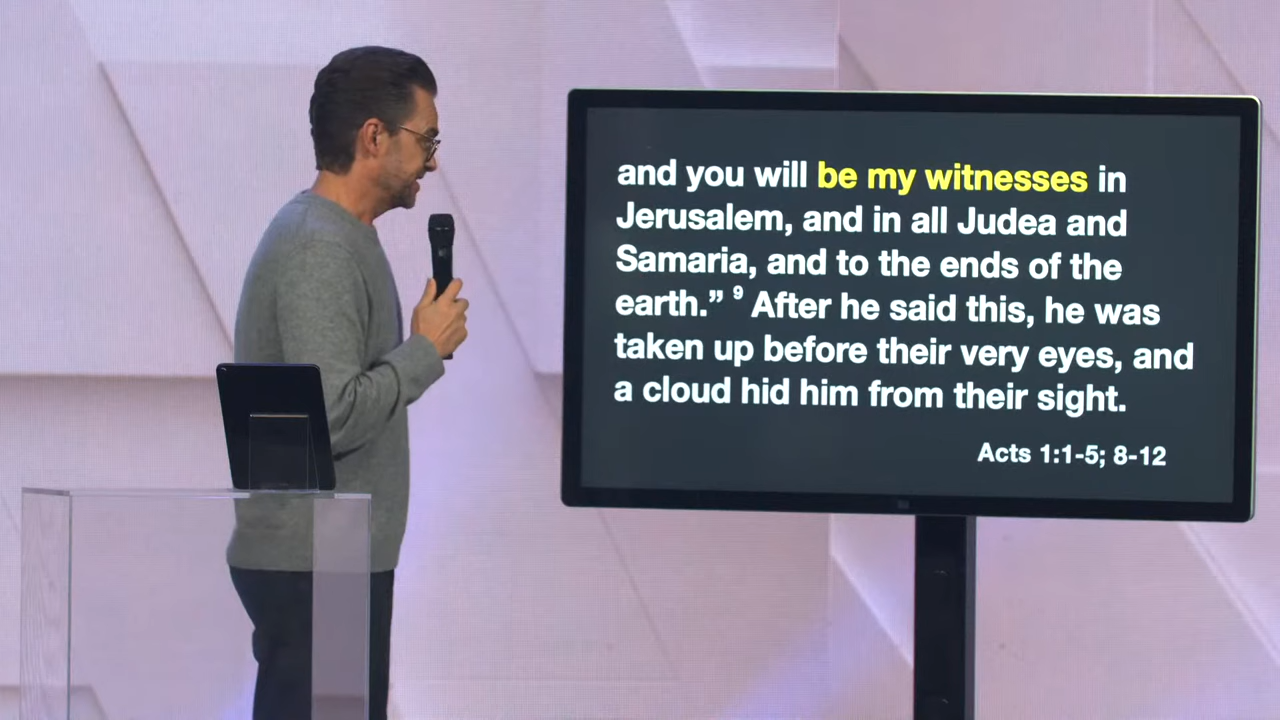 and you will be my witnesses in
Jerusalem, and in all Judea and
Samaria, and to the ends of the
earth.” ⁹ After he said this, he was
taken up before their very eyes, and
a cloud hid him from their sight.
Acts 1:1-5; 8-12